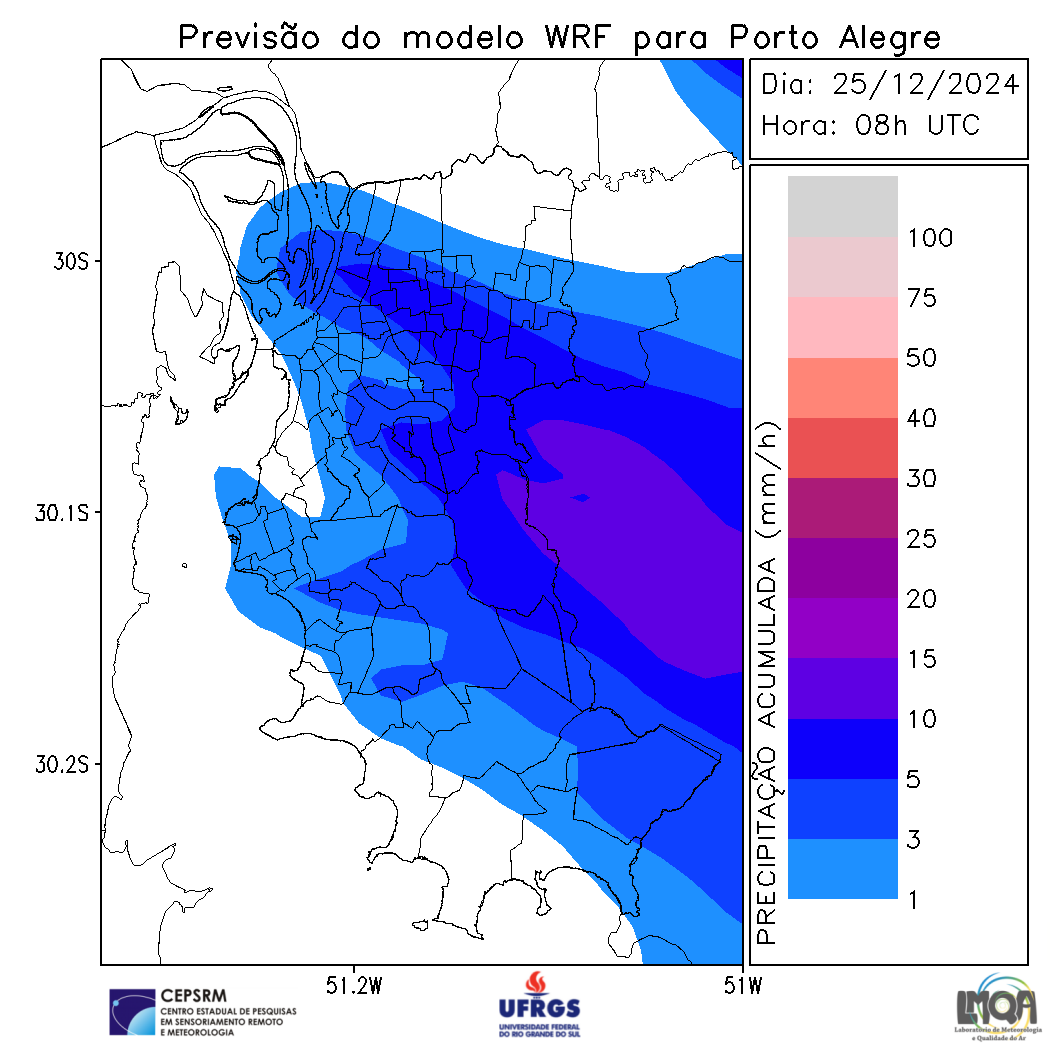 Previsão do modelo WRF para Porto Alegre
Dia: 25/12/2024
Hora: 08h UTC
30S
30.1S
30.2S
51.2W
51W
PRECIPITAÇÃO ACUMULADA (mm/h)
100
75
50
40
30
25
20
15
10
5
3
1
CEPSRM
CENTRO ESTADUAL DE PESQUISAS
EM SENSORIAMENTO REMOTO
E METEOROLOGIA
UFRGS
UNIVERSIDADE FEDERAL
DO RIO GRANDE DO SUL
LMQA
Laboratório de Meteorologia
e Qualidade do Ar